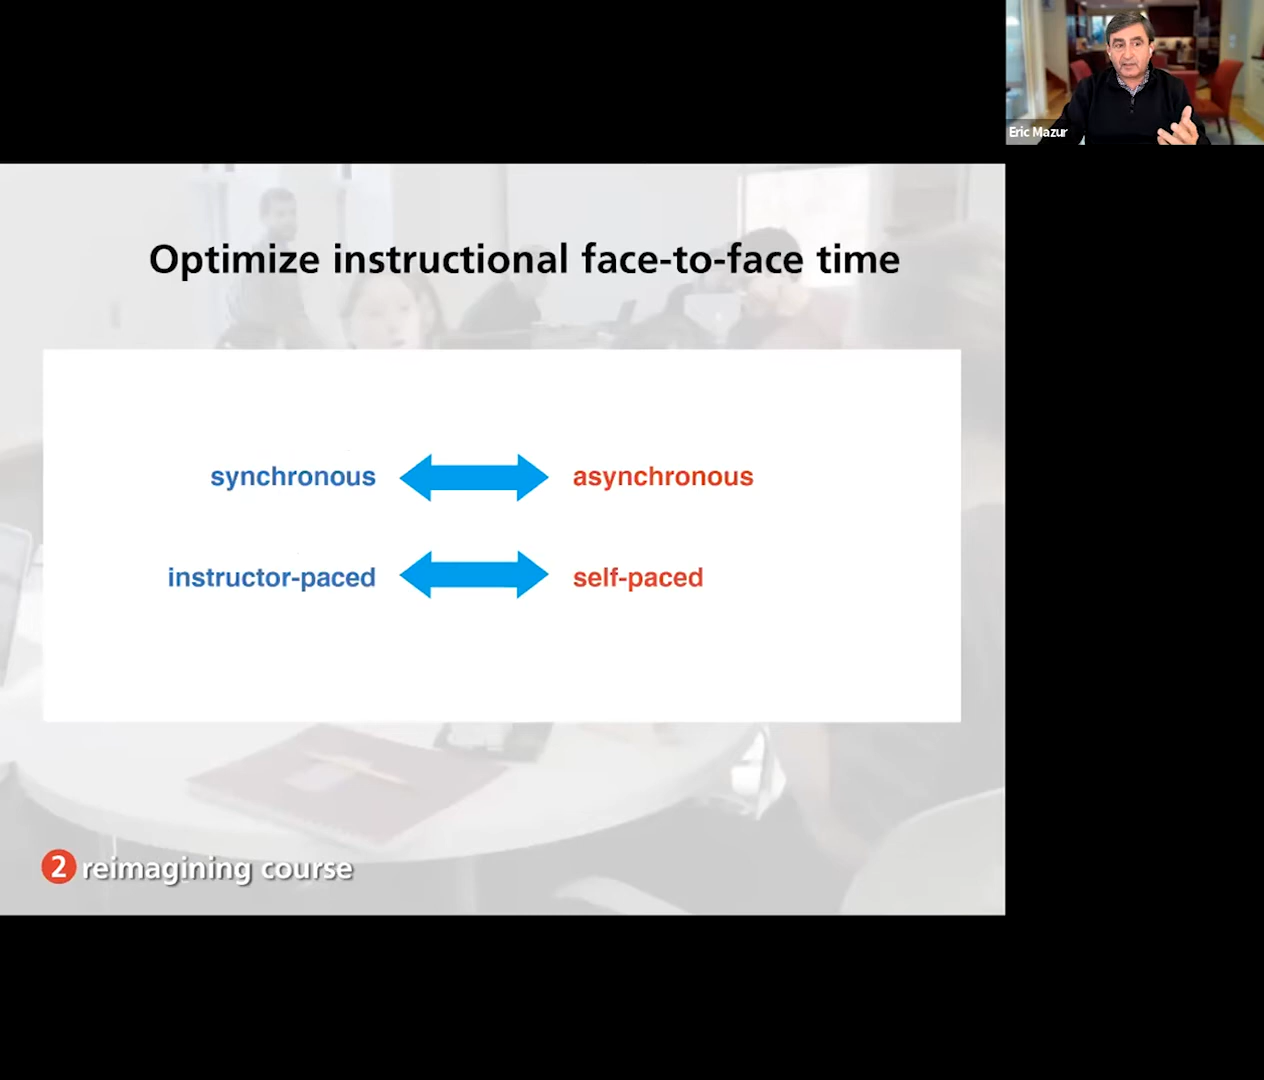 Eric Mazur
Optimize instructional face-to-face time
synchronous asynchronous
instructor-paced self-paced
2 reimagining course